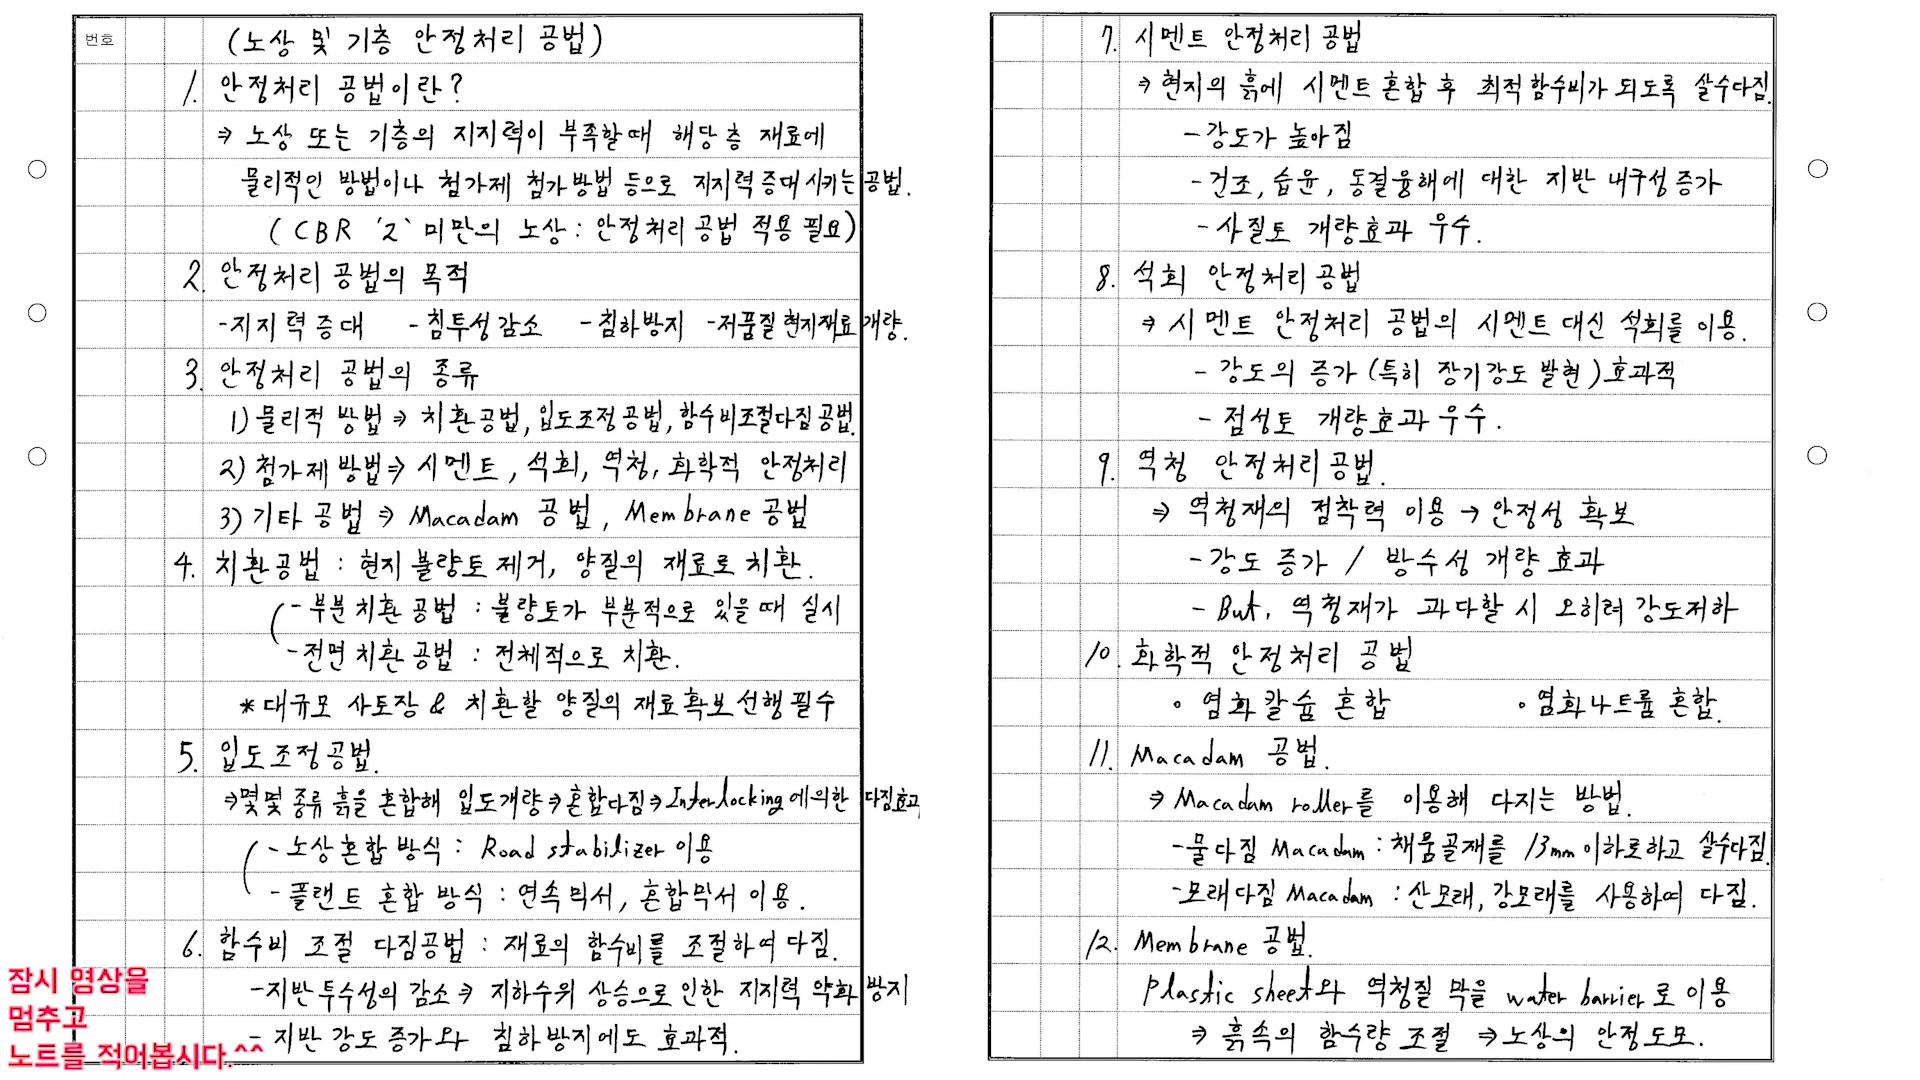 번호
(노상 및 기층 안정처리 공법)
1. 안정처리 공법이란?
⇒ 노상 또는 기층의 지지력이 부족할때 해당층 재료에
물리적인 방법이나 첨가제 첨가방법 등으로 지지력증대시키는 공법.
(CBR '2` 미만의 노상 : 안정처리공법 적용 필요)
2. 안정처리 공법의 목적
-지지력증대 -침투성감소 -침하방지 -저품질현지재료개량.
3. 안정처리 공법의 종류
1) 물리적 방법 ⇒ 치환공법, 입도조정공법, 함수비조절다짐공법.
2) 첨가제방법 ⇒ 시멘트, 석회, 역청, 화학적 안정처리
3) 기타 공법 ⇒ Macadam 공법, Membrane 공법
4. 치환공법 : 현지 불량토 제거, 양질의 재료로 치환.
-부분치환 공법 : 불량토가 부분적으로 있을때 실시
-전면치환공법 : 전체적으로 치환.
*대규모 사토장 & 치환할 양질의 재료확보 선행필수
5. 입도조정공법.
⇒몇몇종류 흙을 혼합해 입도개량⇒혼합다짐⇒Interlocking에의한 다짐효과
-노상혼합 방식 : Road stabilizer 이용
-플랜트 혼합 방식 : 연속믹서, 혼합믹서 이용.
6. 함수비 조절 다짐공법 : 재료의 함수비를 조절하여 다짐.
-지반투수성의 감소 ⇒ 지하수위 상승으로 인한 지지력 약화방지
- 지반 강도증가와 침하방지에도 효과적.
잠시 영상을
멈추고
노트를 적어봅시다.^^
7. 시멘트 안정처리공법
⇒ 현지의 흙에 시멘트혼합 후 최적함수비가 되도록 살수다짐.
-강도가 높아짐
-건조, 습윤, 동결융해에 대한 지반 내구성증가
-사질토 개량효과 우수.
8. 석회 안정처리공법
⇒ 시멘트 안정처리 공법의 시멘트대신 석회를 이용.
- 강도의 증가 (특히 장기강도 발현) 효과적
- 점성토 개량효과우수.
9. 역청 안정처리공법.
⇒ 역청재의 점착력 이용 → 안정성 확보
-강도 증가 / 방수성 개량효과
- But, 역청재가 과다할 시 오히려 강도저하
10. 화학적 안정처리 공법
∘ 염화칼슘 혼합 ∘염화나트륨 혼합.
11. Macadam 공법.
⇒ Macadam roller를 이용해 다지는 방법.
-물다짐 Macadam : 채움골재를 13mm이하로하고 살수다짐.
-모래다짐 Macadam : 산모래, 강모래를 사용하여 다짐.
12. Membrane 공법.
Plastic sheet와 역청질 막을 water barrier로 이용
⇒ 흙속의 함수량 조절 ⇒노상의 안정도모.